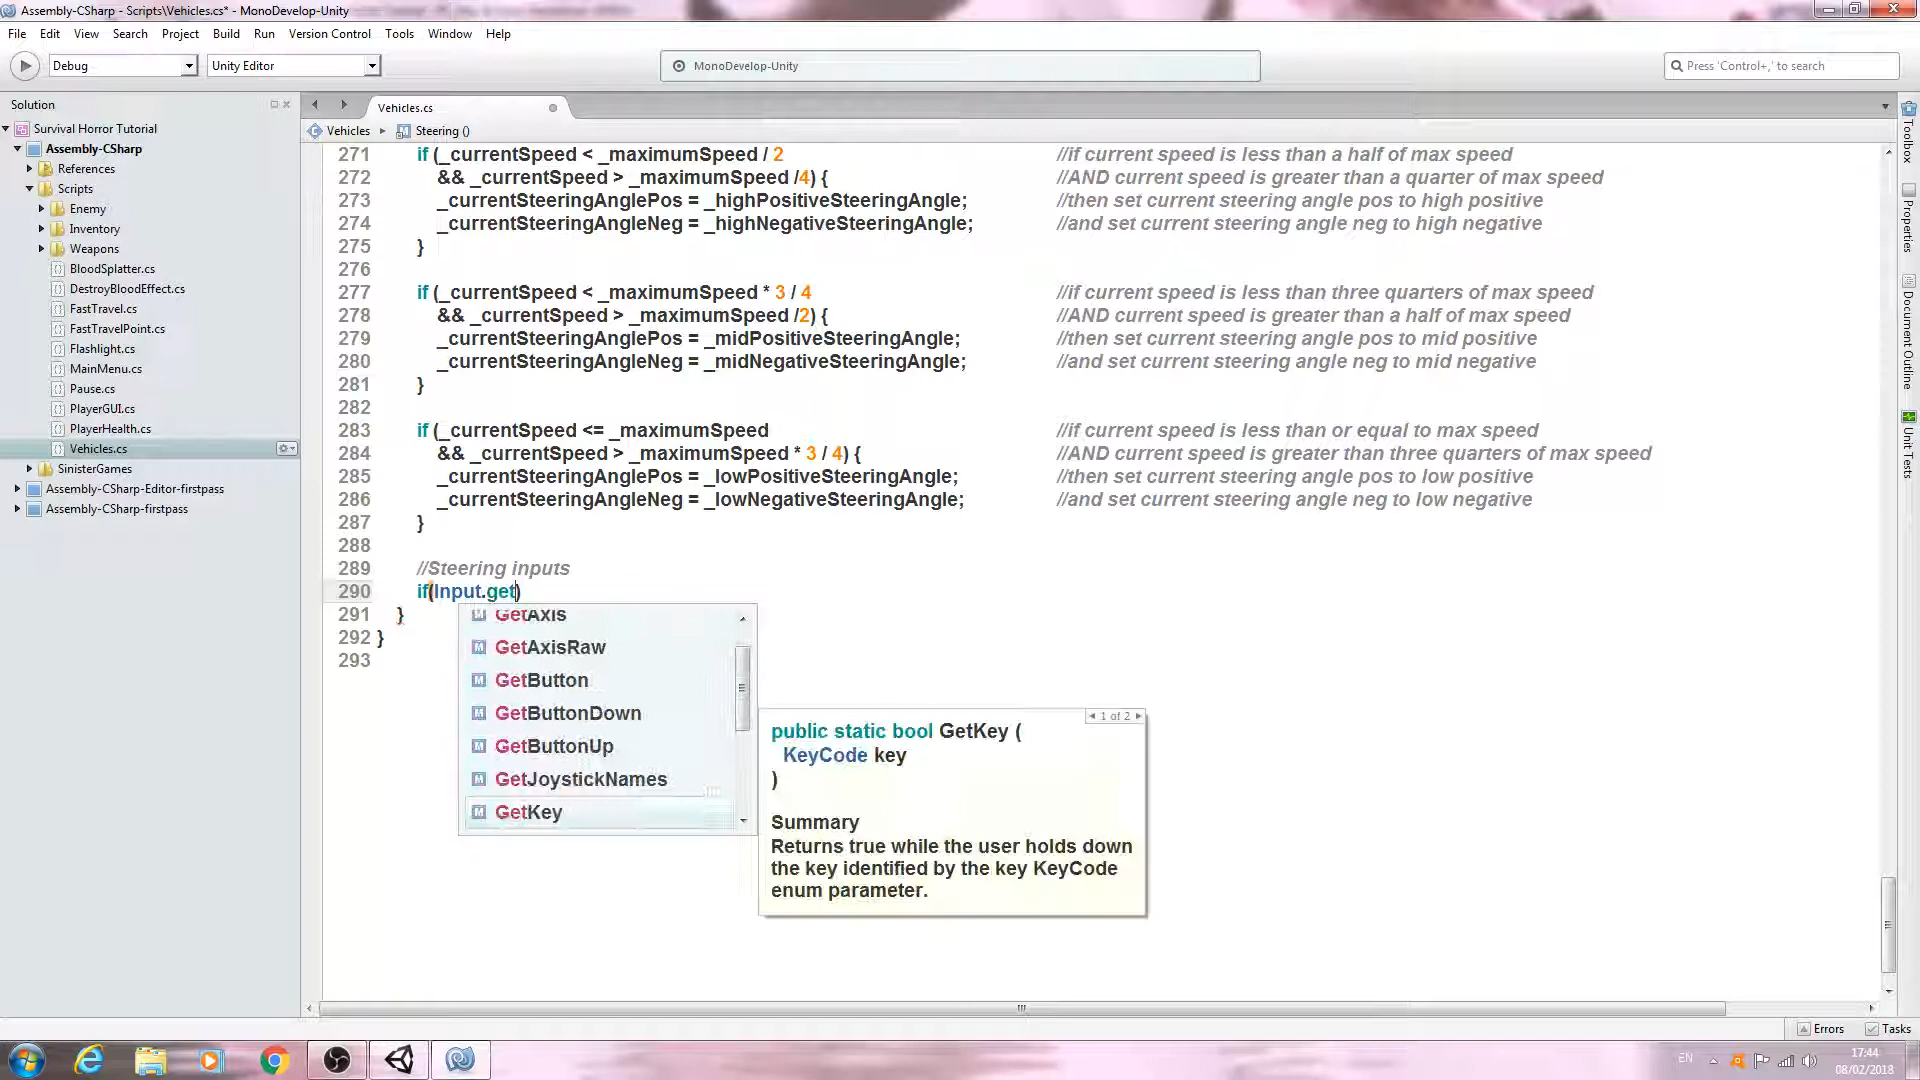 Assembly-CSharp - Scripts\Vehicles.cs* - MonoDevelop-Unity
File Edit View Search Project Build Run Version Control Tools Window Help
Debug Unity Editor MonoDevelop-Unity Press 'Control+,' to search
Solution
Survival Horror Tutorial
Assembly-CSharp
References
Scripts
Enemy
Inventory
Weapons
BloodSplatter.cs
DestroyBloodEffect.cs
FastTravel.cs
FastTravelPoint.cs
Flashlight.cs
MainMenu.cs
Pause.cs
PlayerGUI.cs
PlayerHealth.cs
Vehicles.cs
SinisterGames
Assembly-CSharp-Editor-firstpass
Assembly-CSharp-firstpass
Vehicles.cs
Vehicles Steering ()
271 if (_currentSpeed < _maximumSpeed / 2 //if current speed is less than a half of max speed
272 && _currentSpeed > _maximumSpeed /4) { //AND current speed is greater than a quarter of max speed
273 _currentSteeringAnglePos = _highPositiveSteeringAngle; //then set current steering angle pos to high positive
274 _currentSteeringAngleNeg = _highNegativeSteeringAngle; //and set current steering angle neg to high negative
275 }
276
277 if (_currentSpeed < _maximumSpeed * 3 / 4 //if current speed is less than three quarters of max speed
278 && _currentSpeed > _maximumSpeed /2) { //AND current speed is greater than a half of max speed
279 _currentSteeringAnglePos = _midPositiveSteeringAngle; //then set current steering angle pos to mid positive
280 _currentSteeringAngleNeg = _midNegativeSteeringAngle; //and set current steering angle neg to mid negative
281 }
282
283 if (_currentSpeed <= _maximumSpeed //if current speed is less than or equal to max speed
284 && _currentSpeed > _maximumSpeed * 3 / 4) { //AND current speed is greater than three quarters of max speed
285 _currentSteeringAnglePos = _lowPositiveSteeringAngle; //then set current steering angle pos to low positive
286 _currentSteeringAngleNeg = _lowNegativeSteeringAngle; //and set current steering angle neg to low negative
287 }
288
289 //Steering inputs
290 if(Input.get)
291 }
292 }
293
GetAxis
GetAxisRaw
GetButton
GetButtonDown
GetButtonUp
GetJoystickNames
GetKey
1 of 2
public static bool GetKey (
KeyCode key
)
Summary
Returns true while the user holds down
the key identified by the key KeyCode
enum parameter.
Toolbox
Properties
Document Outline
Unit Tests
Errors Tasks
EN
17:44
08/02/2018